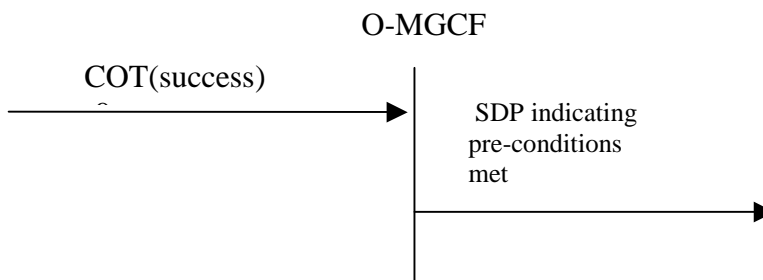 O-MGCF
COT(success)
SDP indicating
pre-conditions
met